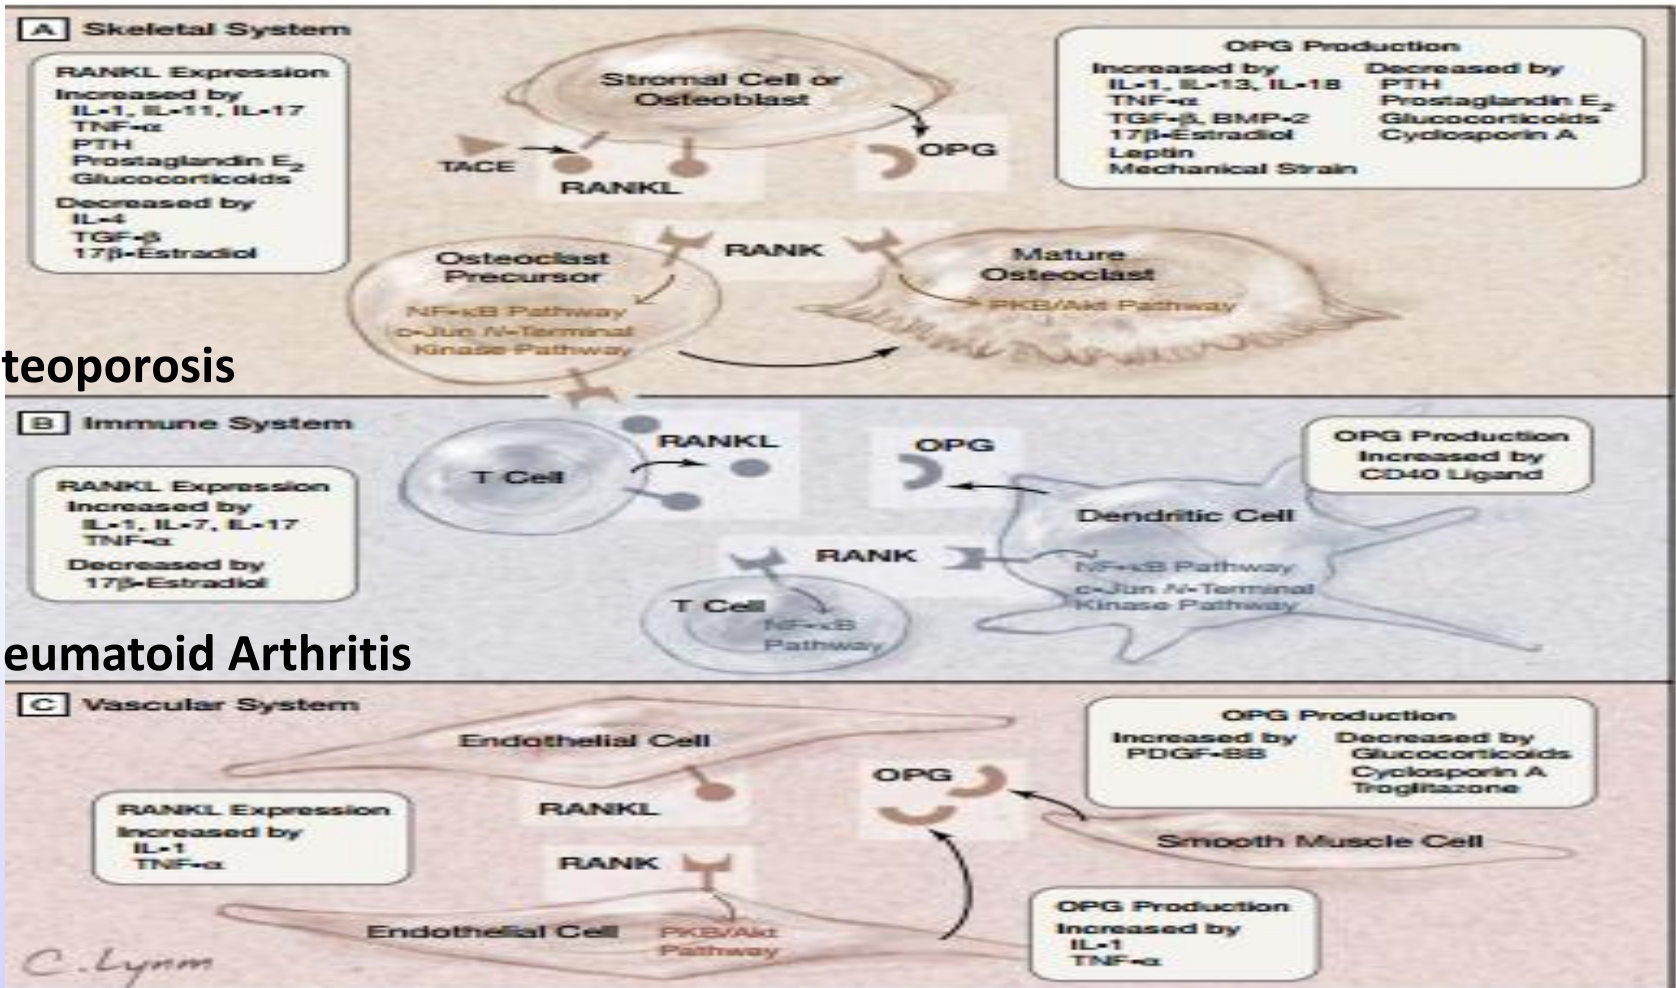 A Skeletal System
RANKL Expression
Increased by
IL-1, IL-11, IL-17
TNF-α
PTH
Prostaglandin E2
Glucocorticoids
Decreased by
IL-4
TGF-β
17β-Estradiol
Stromal Cell or
Osteoblast
TACE
RANKL
OPG
OPG Production
Increased by
IL-1, IL-13, IL-18
TNF-α
TGF-β, BMP-2
17β-Estradiol
Leptin
Mechanical Strain
Decreased by
PTH
Prostaglandin E2
Glucocorticoids
Cyclosporin A
RANK
Osteoclast
Precursor
NF-κB Pathway
c-Jun N-Terminal
Kinase Pathway
Mature
Osteoclast
PKB/Akt Pathway
teoporosis
B Immune System
RANKL Expression
Increased by
IL-1, IL-7, IL-17
TNF-α
Decreased by
17β-Estradiol
T Cell
RANKL
OPG
OPG Production
Increased by
CD40 Ligand
Dendritic Cell
NF-κB Pathway
c-Jun N-Terminal
Kinase Pathway
RANK
T Cell
NF-κB
Pathway
eumatoid Arthritis
C Vascular System
Endothelial Cell
RANKL
RANKL Expression
Increased by
IL-1
TNF-α
OPG
OPG Production
Increased by
PDGF-BB
Decreased by
Glucocorticoids
Cyclosporin A
Troglitazone
Smooth Muscle Cell
RANK
Endothelial Cell
PKB/Akt
Pathway
OPG Production
Increased by
IL-1
TNF-α
C. Lynm